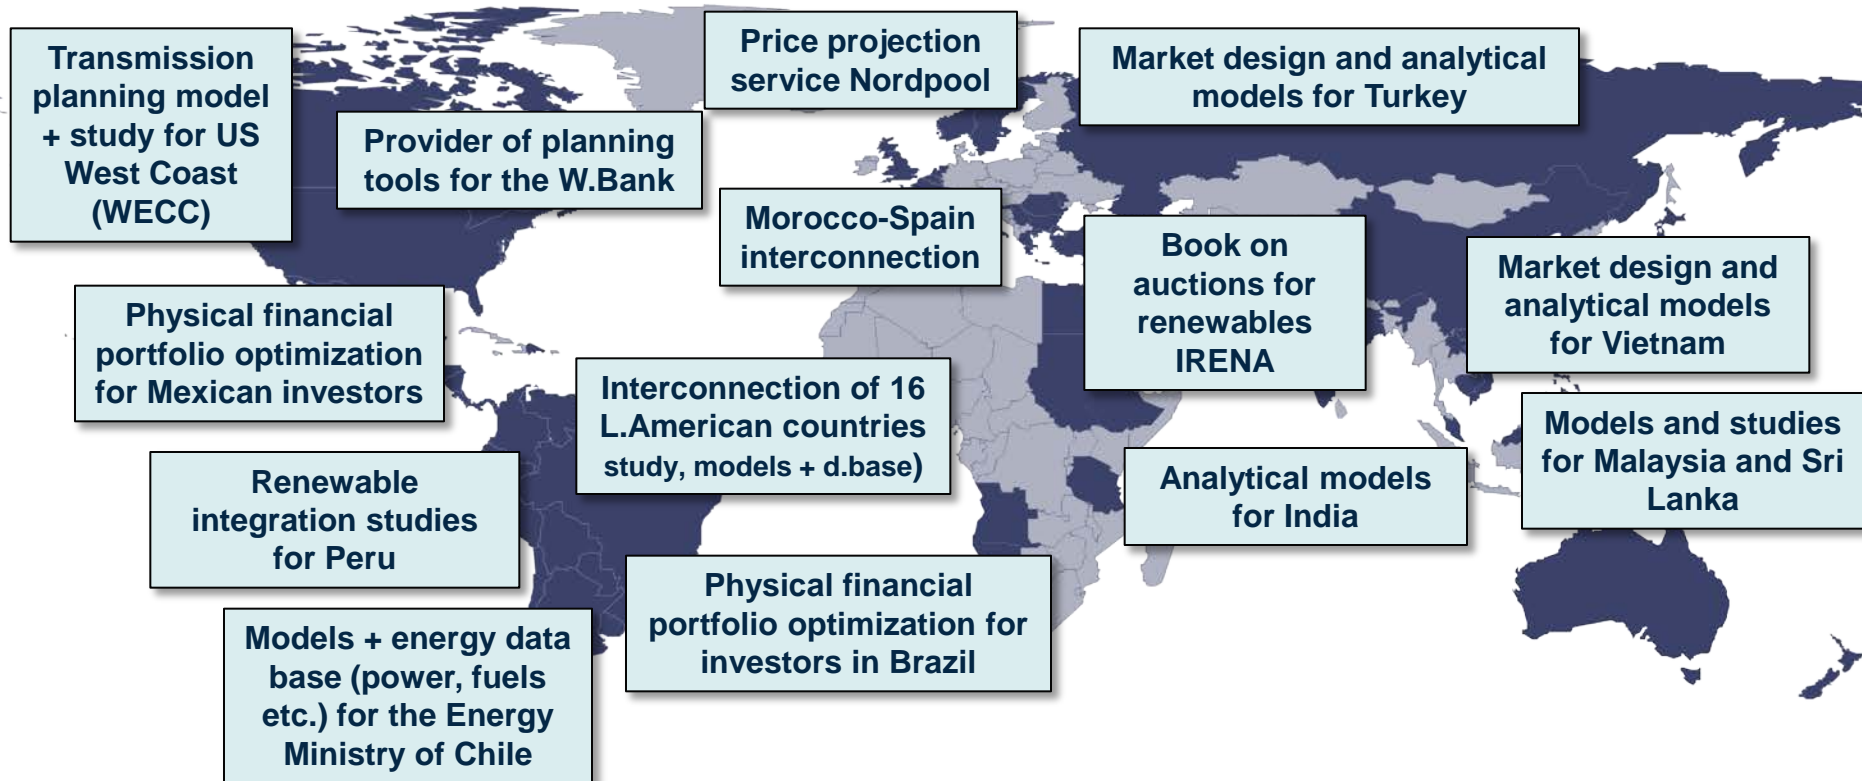 Transmission
planning model
+ study for US
West Coast
(WECC)
Provider of planning
tools for the W.Bank
Price projection
service Nordpool
Market design and analytical
models for Turkey
Morocco-Spain
interconnection
Book on
auctions for
renewables
IRENA
Market design and
analytical models
for Vietnam
Physical financial
portfolio optimization
for Mexican investors
Interconnection of 16
L.American countries
study, models + d.base)
Models and studies
for Malaysia and Sri
Lanka
Renewable
integration studies
for Peru
Analytical models
for India
Physical financial
portfolio optimization for
investors in Brazil
Models + energy data
base (power, fuels
etc.) for the Energy
Ministry of Chile